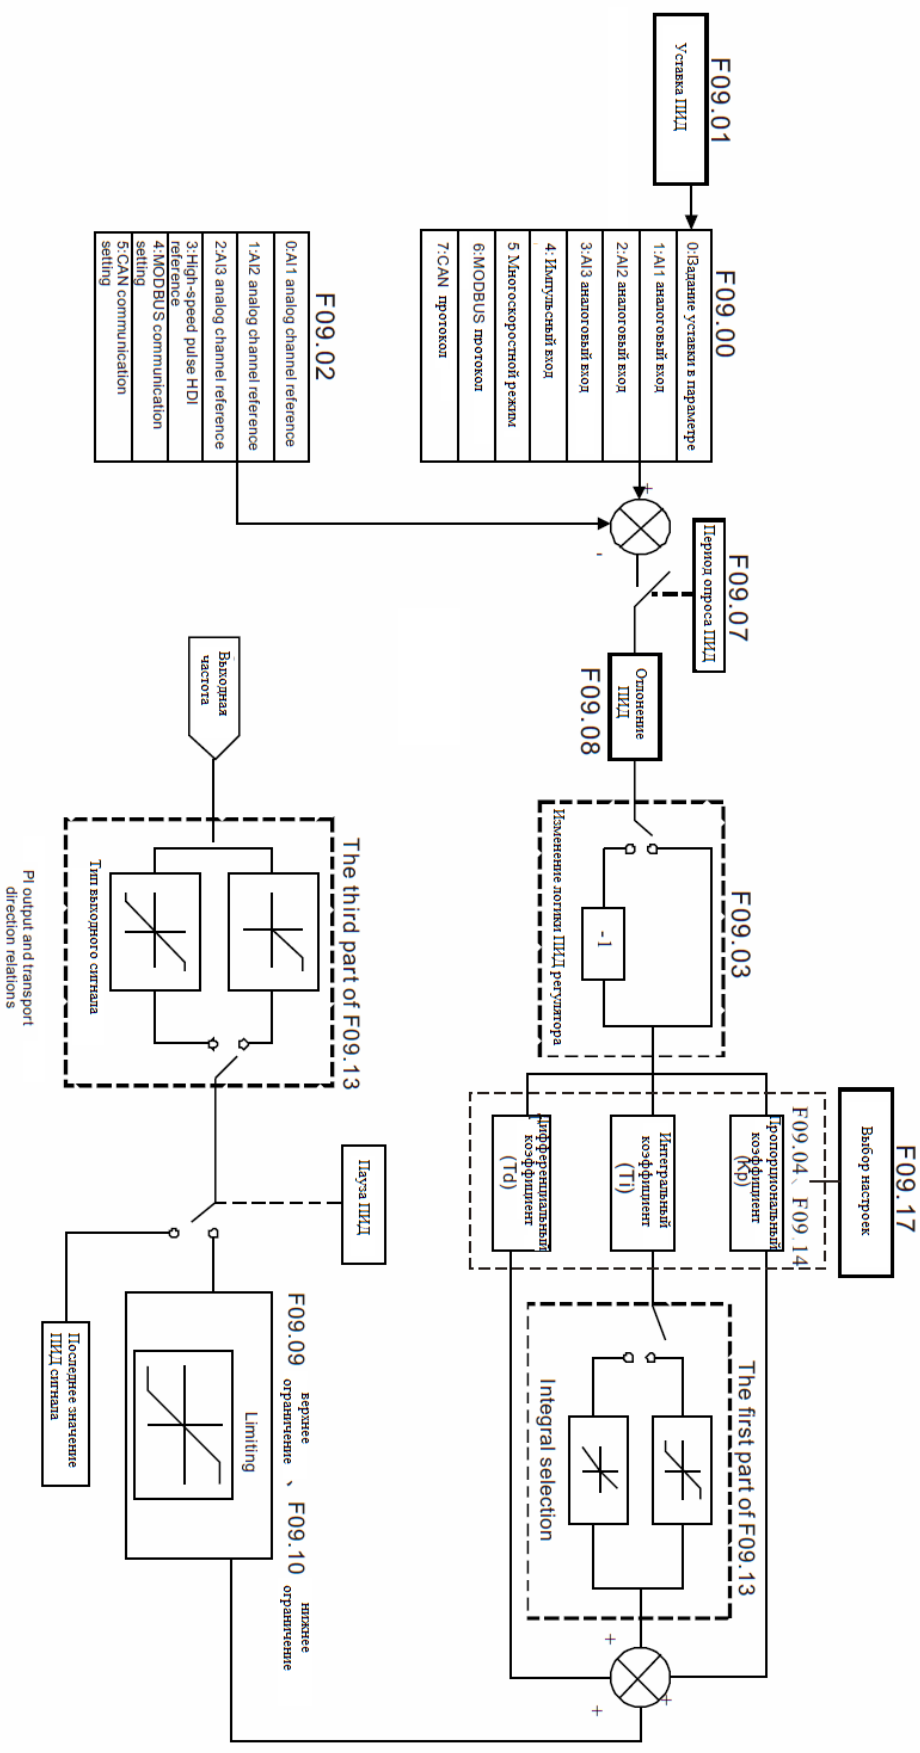 F09.01
Уставка ПИД
F09.00
0:Задание уставки в параметре
1:AI1 аналоговый вход
2:AI2 аналоговый вход
3:AI3 аналоговый вход
4: Импульсный вход
5 Многоскоростной режим
6:MODBUS протокол
7:CAN протокол
F09.02
0:AI1 analog channel reference
1:AI2 analog channel reference
2:AI3 analog channel reference
3:High-speed pulse HDI
reference
4:MODBUS communication
setting
5:CAN communication
setting
+
-
F09.07
Период опроса ПИД
Отлонение
ПИД
F09.08
F09.03
-1
Изменение логики ПИД регулятора
F09.17
Выбор настроек
F09.04、F09.14
Пропорциональный
коэффициент
(Kp)
Интегральный
коэффициент
(Ti)
Дифференциальный
коэффициент
(Td)
The first part of F09.13
Integral selection
+
+
+
F09.09 верхнее
ограничение 、 F09.10 нижнее
ограничение
Limiting
Пауза ПИД
Последнее значение
ПИД сигнала
The third part of F09.13
Тип выходного сигнала
PI output and transport
direction relations
Выходная
частота